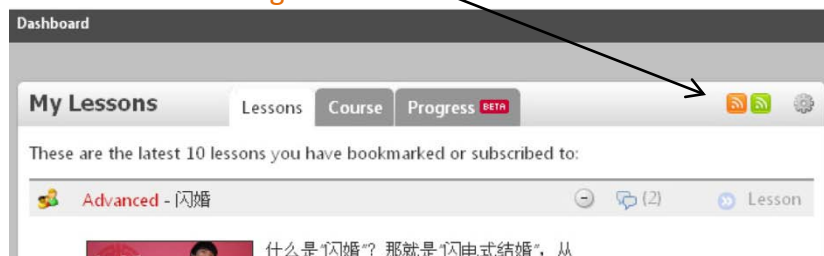 Dashboard
My Lessons Lessons Course Progress BETA
These are the latest 10 lessons you have bookmarked or subscribed to:
Advanced - 闪婚 (2) Lesson
什么是“闪婚”？那就是“闪电式结婚”，从